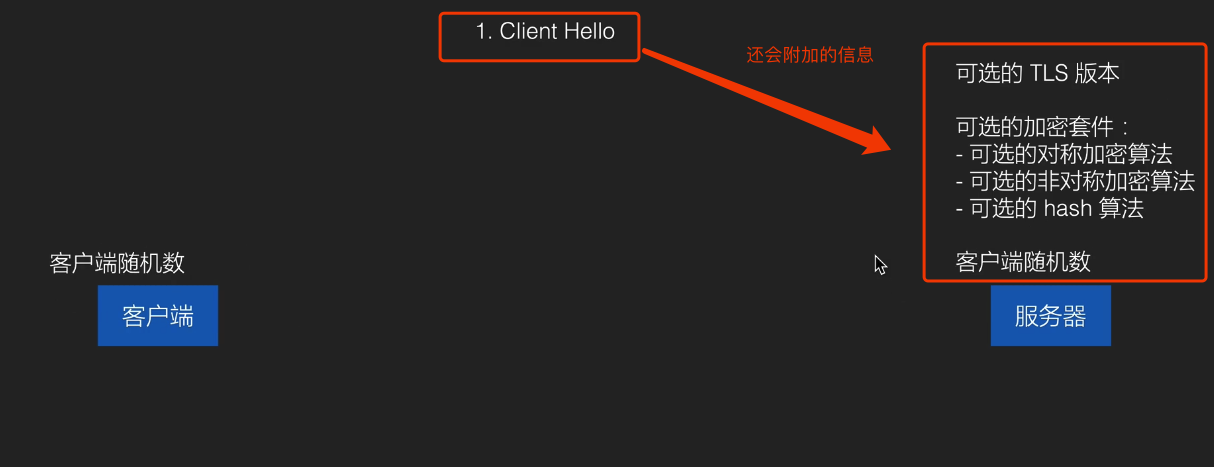 1. Client Hello
还会附加的信息
可选的 TLS 版本
可选的加密套件：
- 可选的对称加密算法
- 可选的非对称加密算法
- 可选的 hash 算法
客户端随机数
客户端随机数
客户端
服务器